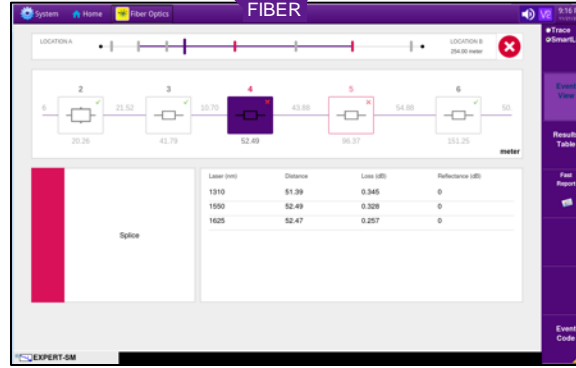 FIBER
System Home Fiber Optics V2 9:16 P
Trace
SmartL
LOCATION A
LOCATION B
254.00 meter
Event
View
2 3 4 5 6
6 21.52 10.70 43.88 54.88 50.
20.26 41.79 52.49 96.37 151.25
meter
Results
Table
Fast
Report
Splice
Laser (nm) Distance Loss (dB) Reflectance (dB)
1310 51.39 0.345 0
1550 52.49 0.328 0
1625 52.47 0.257 0
Event
Code
EXPERT-SM